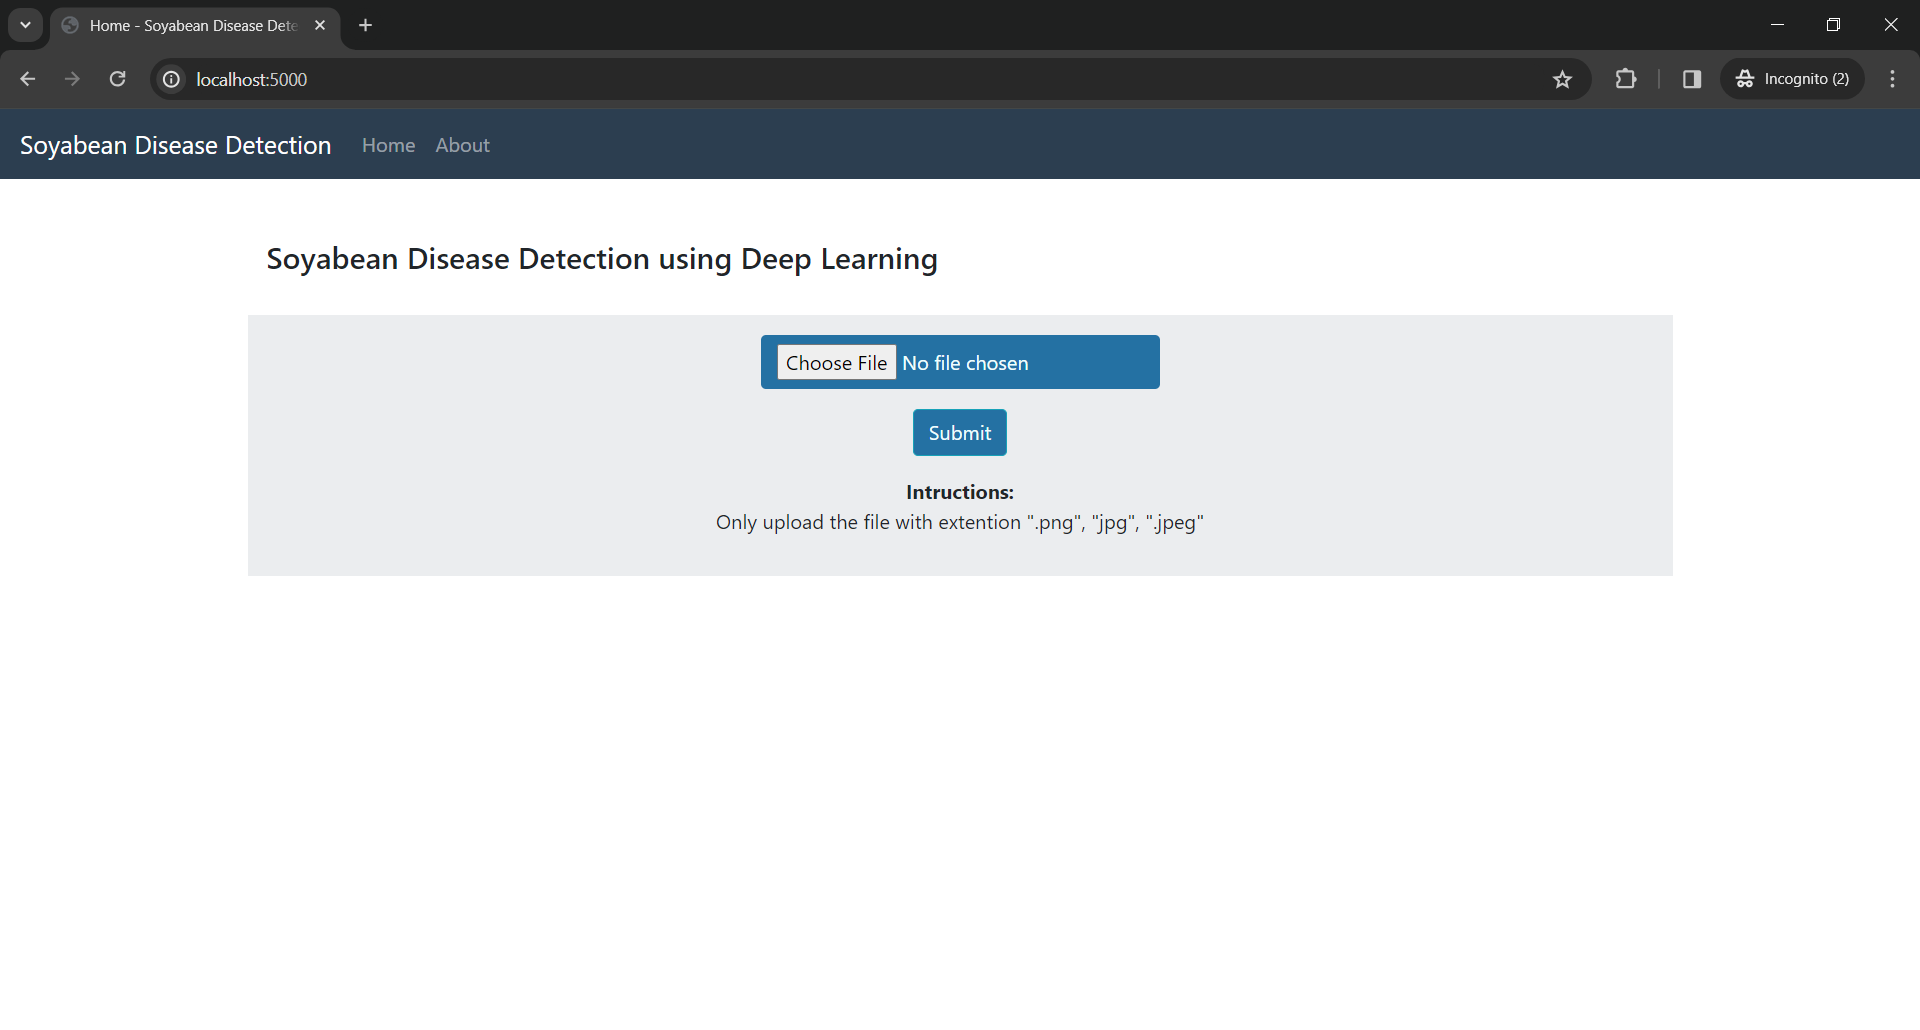 Home - Soyabean Disease Dete
localhost:5000
Incognito (2)
Soyabean Disease Detection Home About
Soyabean Disease Detection using Deep Learning
Choose File No file chosen
Submit
Intructions:
Only upload the file with extention ".png", "jpg", ".jpeg"